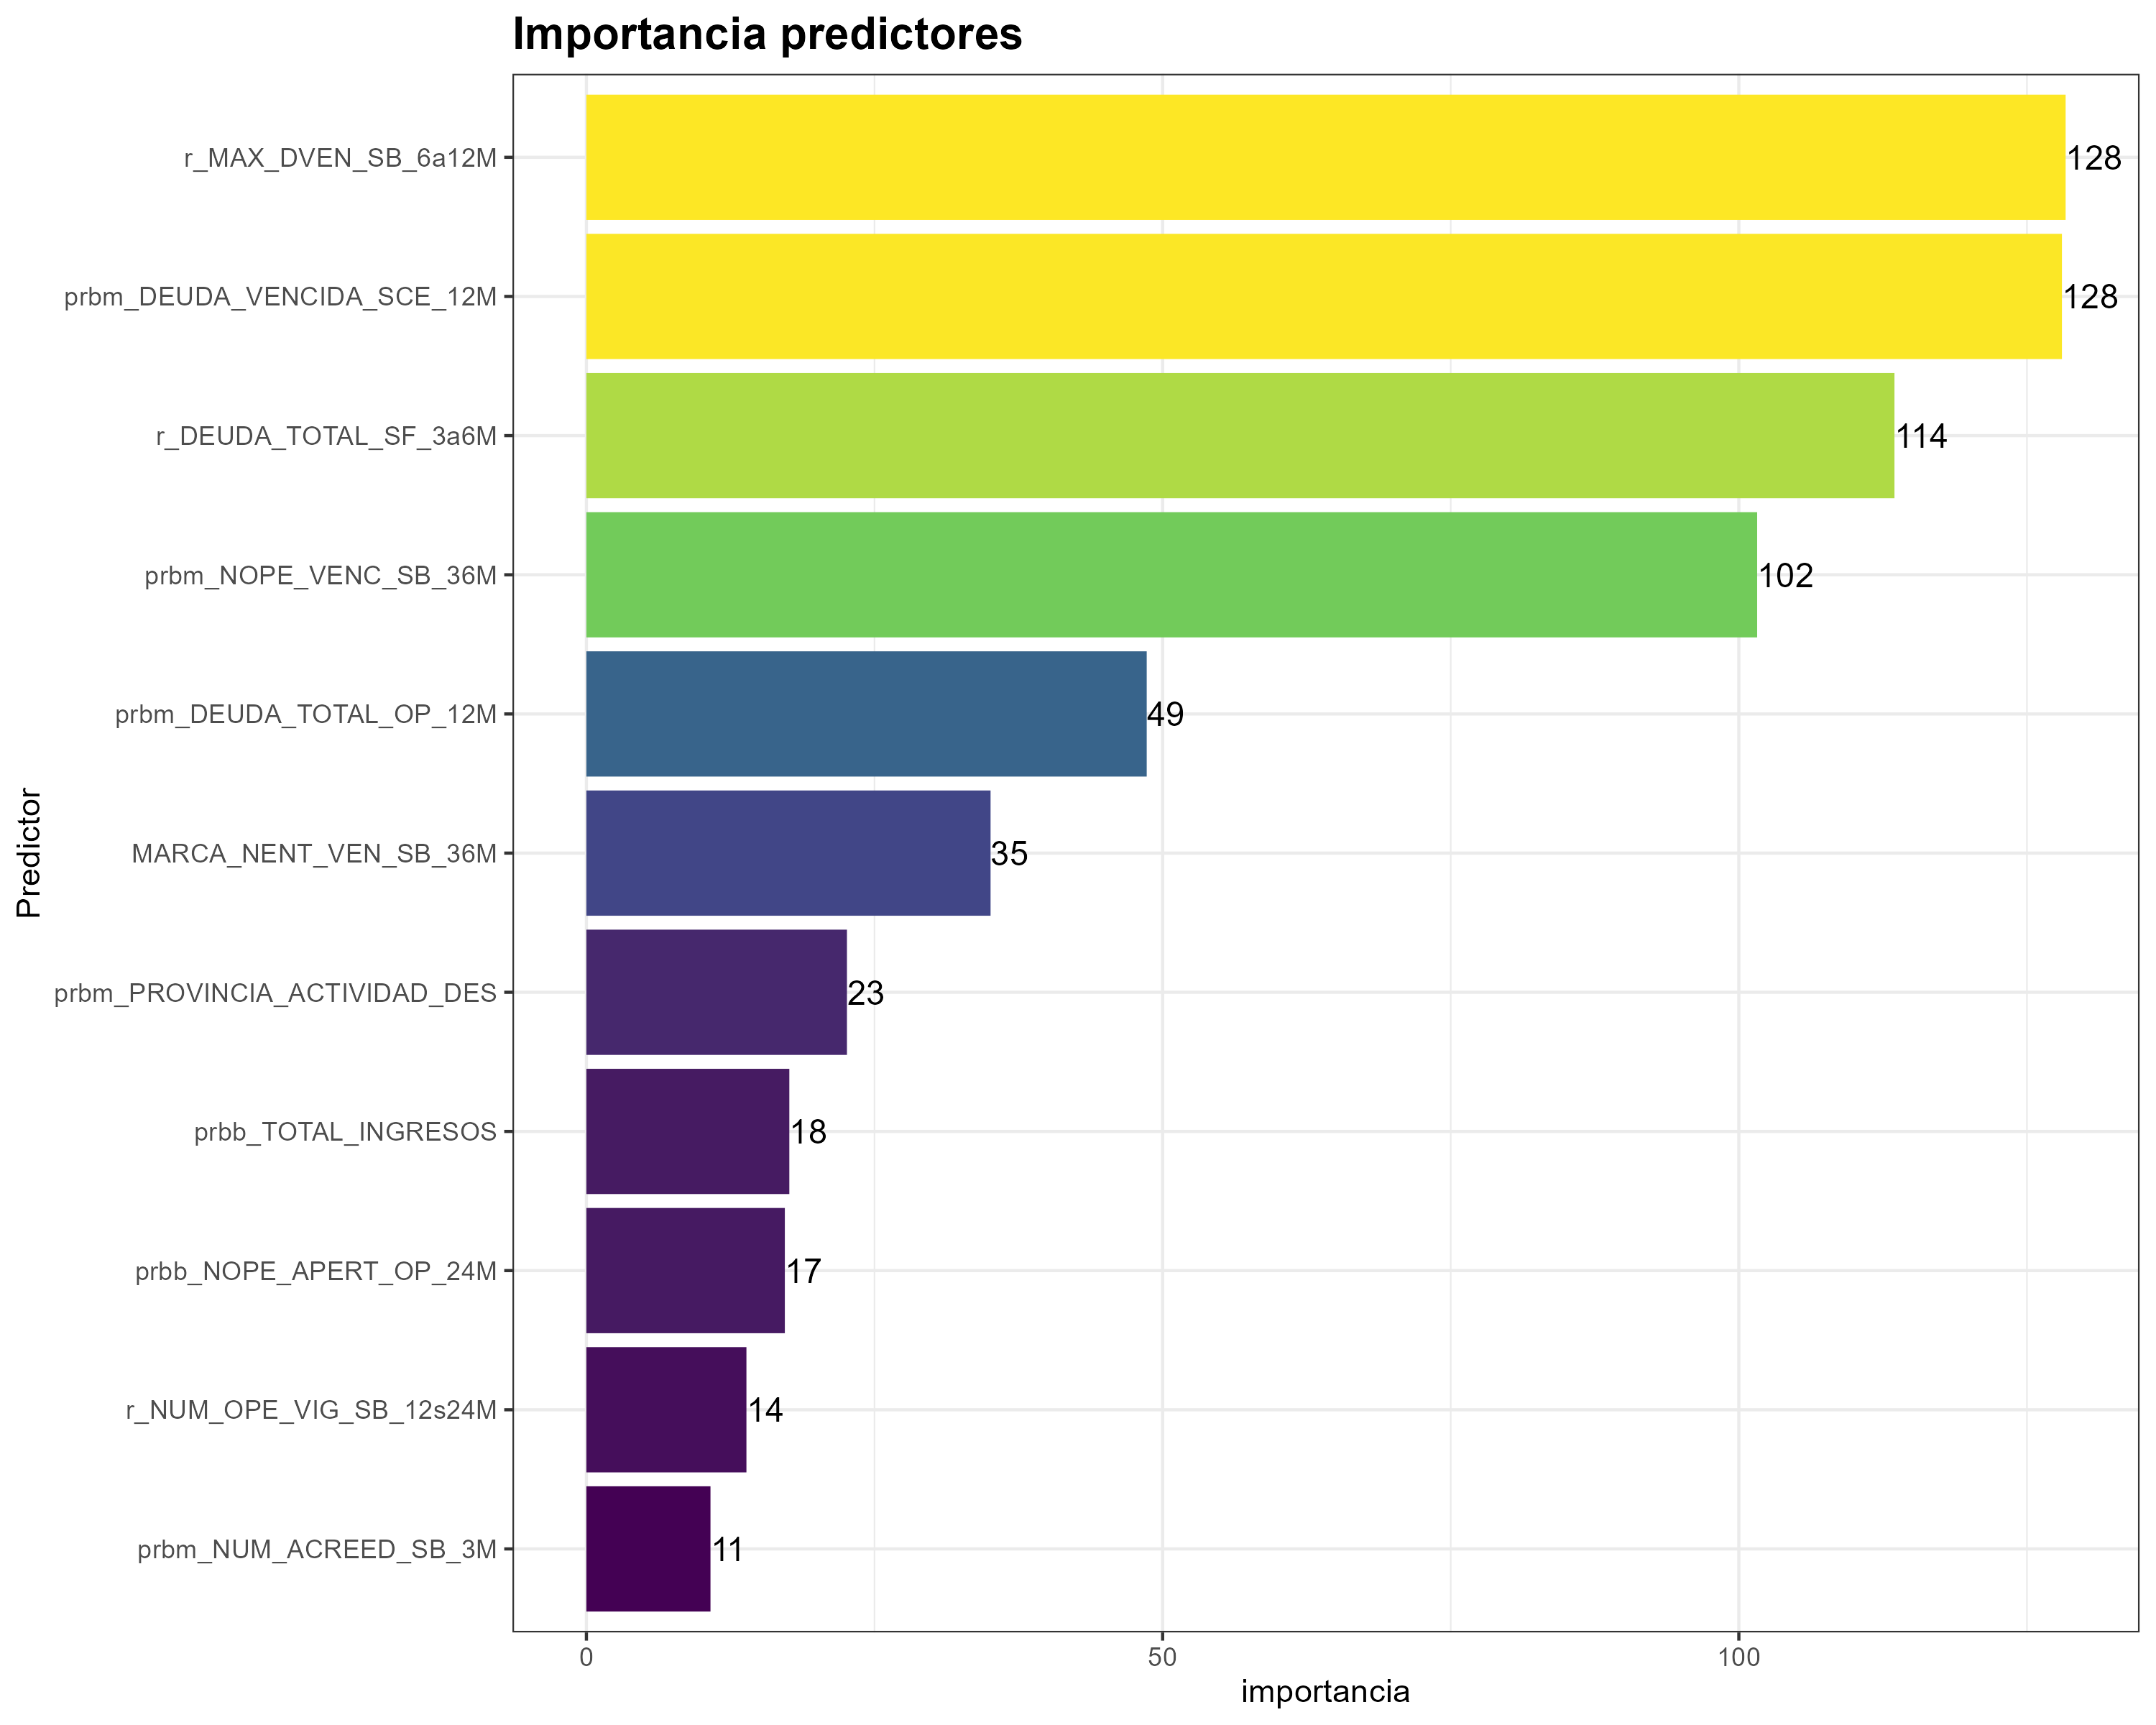 Importancia predictores
r_MAX_DVEN_SB_6a12M 128
prbm_DEUDA_VENCIDA_SCE_12M 128
r_DEUDA_TOTAL_SF_3a6M 114
prbm_NOPE_VENC_SB_36M 102
prbm_DEUDA_TOTAL_OP_12M 49
MARCA_NENT_VEN_SB_36M 35
prbm_PROVINCIA_ACTIVIDAD_DES 23
prbb_TOTAL_INGRESOS 18
prbb_NOPE_APERT_OP_24M 17
r_NUM_OPE_VIG_SB_12s24M 14
prbm_NUM_ACREED_SB_3M 11
Predictor
0 50 100
importancia